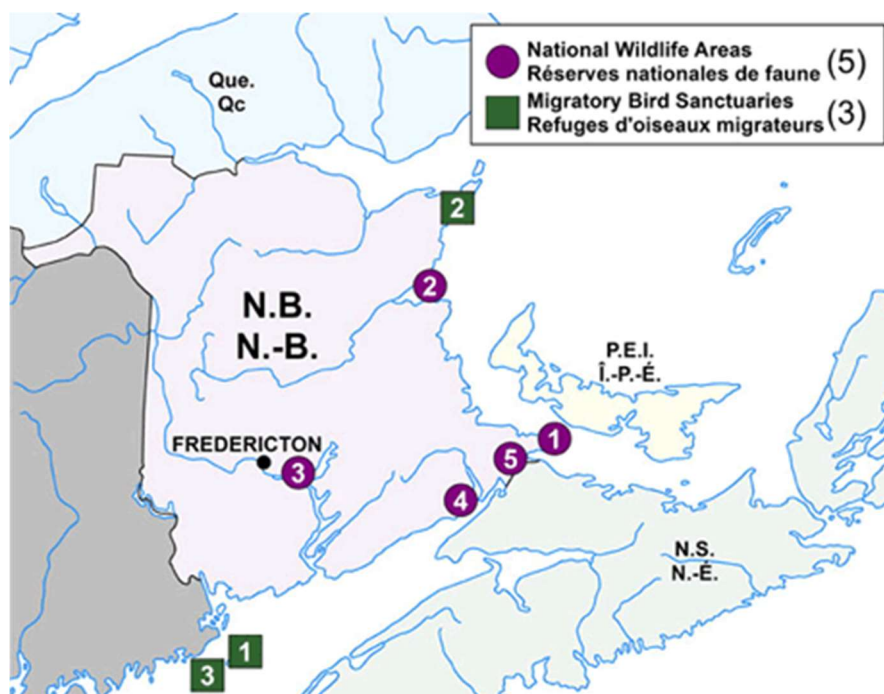 National Wildlife Areas
Réserves nationales de faune (5)
Migratory Bird Sanctuaries
Refuges d'oiseaux migrateurs (3)
Que.
Qc
2
2
N.B.
N.-B.
P.E.I.
Î.-P.-É.
FREDERICTON
1
5
3
4
N.S.
N.-É.
1
3